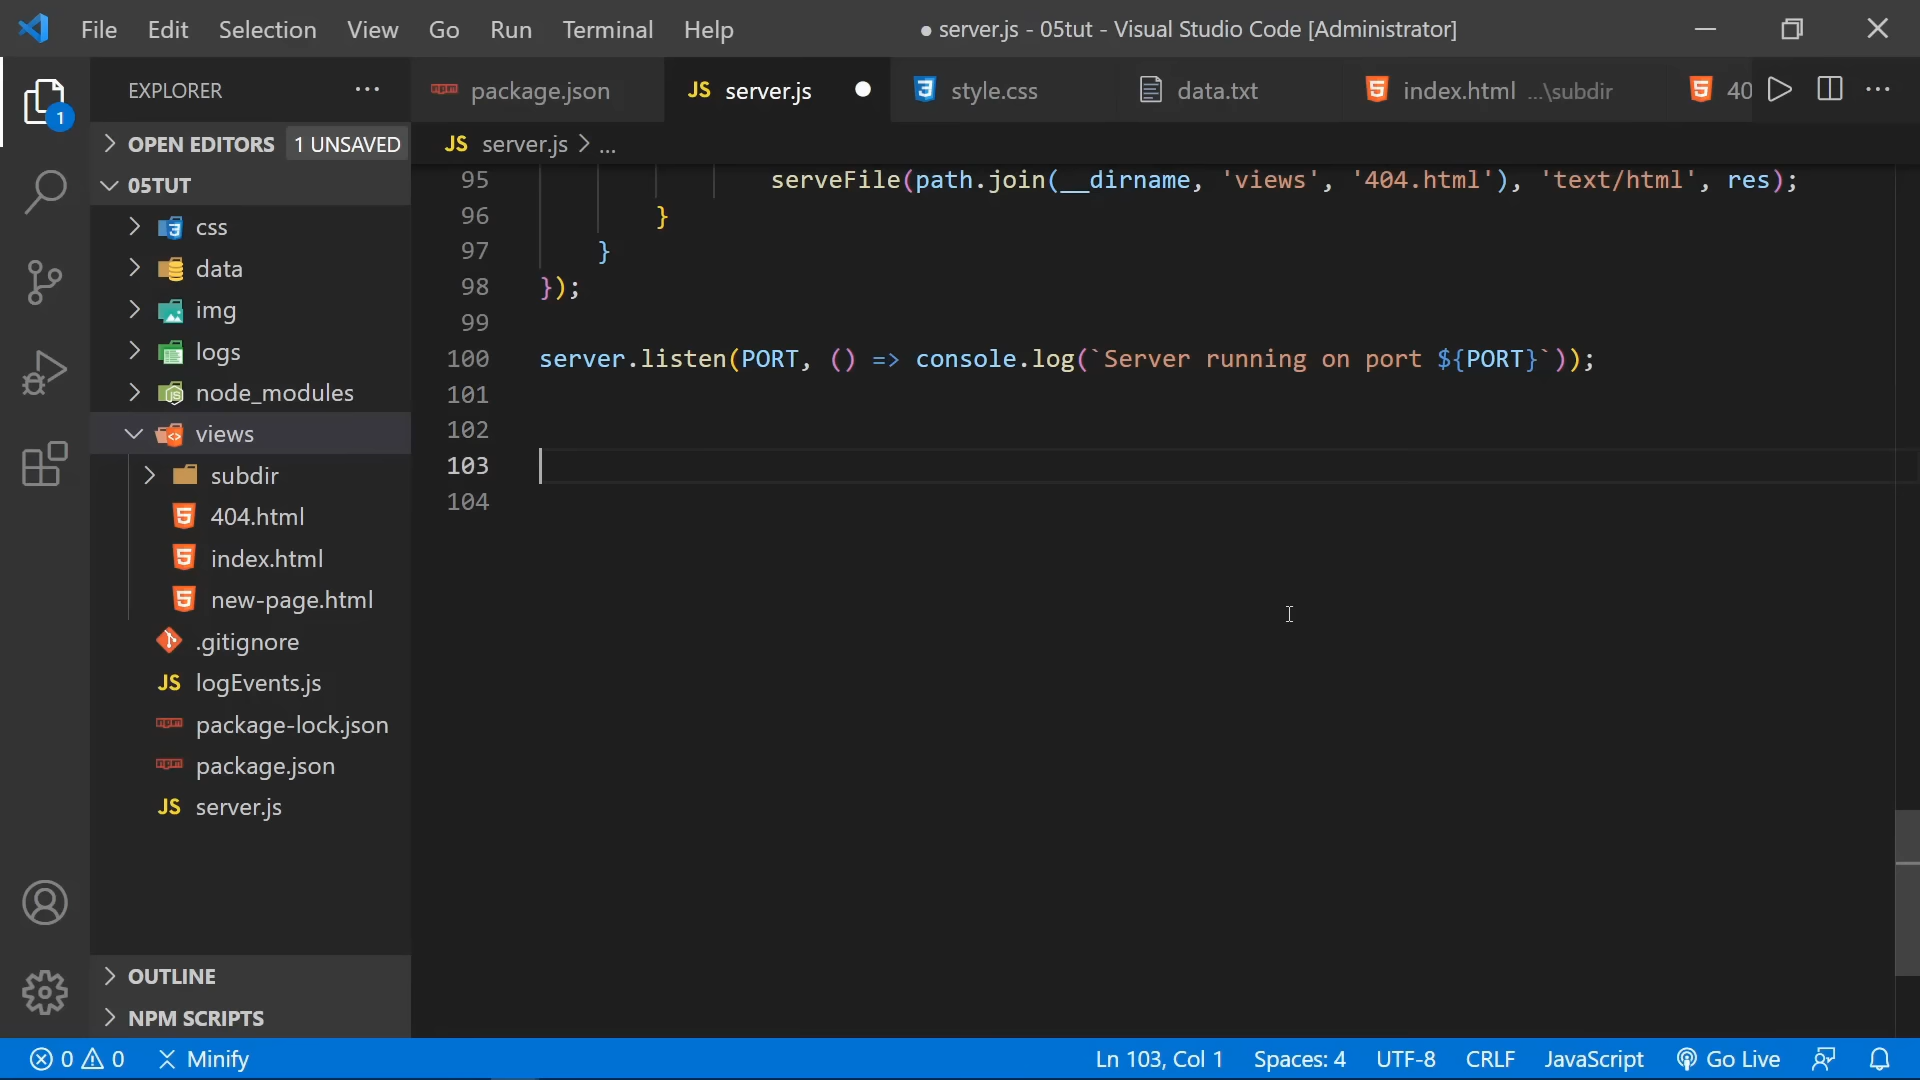 File Edit Selection View Go Run Terminal Help ● server.js - 05tut - Visual Studio Code [Administrator]
EXPLORER ...
package.json JS server.js style.css data.txt index.html ...\subdir 40 ...
1
OPEN EDITORS 1 UNSAVED
JS server.js > ...
05TUT
css
data
img
logs
node_modules
views
subdir
404.html
index.html
new-page.html
.gitignore
JS logEvents.js
package-lock.json
package.json
JS server.js
OUTLINE
NPM SCRIPTS
95 serveFile(path.join(__dirname, 'views', '404.html'), 'text/html', res);
96 }
97 }
98 });
99
100 server.listen(PORT, () => console.log(`Server running on port ${PORT}`));
101
102
103
104
0 0 Minify Ln 103, Col 1 Spaces: 4 UTF-8 CRLF JavaScript Go Live